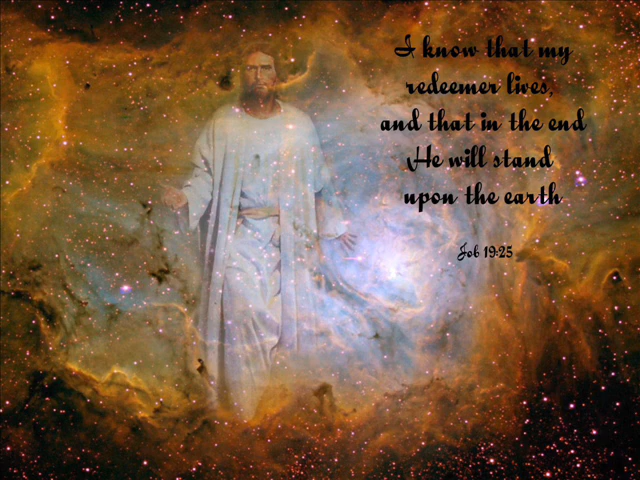 I know that my
redeemer lives,
and that in the end
He will stand
upon the earth
Job 19:25